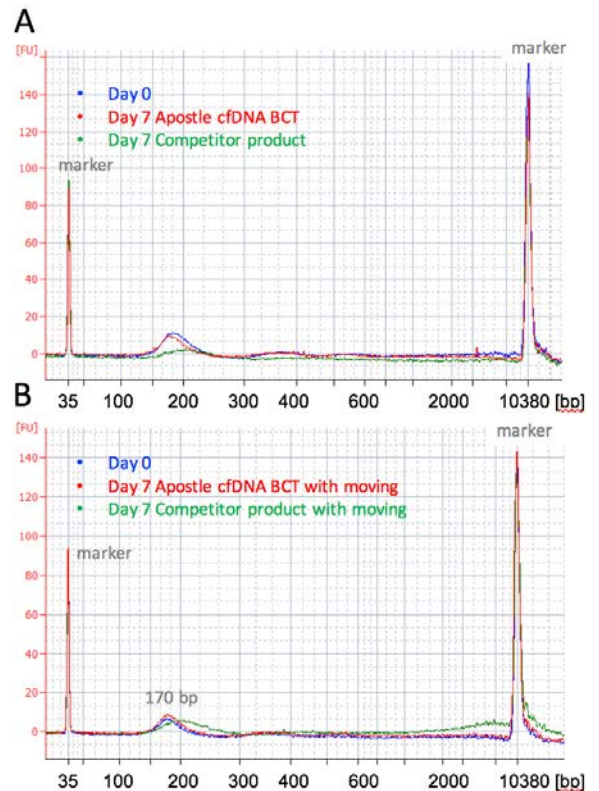 A
[FU]
marker
140
120
100
80
60
40
20
0
• Day 0
• Day 7 Apostle cfDNA BCT
• Day 7 Competitor product
marker
35 100 200 300 400 2000 10380 [bp]
B
[FU]
marker
140
120
100
80
60
40
20
0
• Day 0
• Day 7 Apostle cfDNA BCT with moving
• Day 7 Competitor product with moving
marker
170 bp
35 100 200 300 400 2000 10380 [bp]